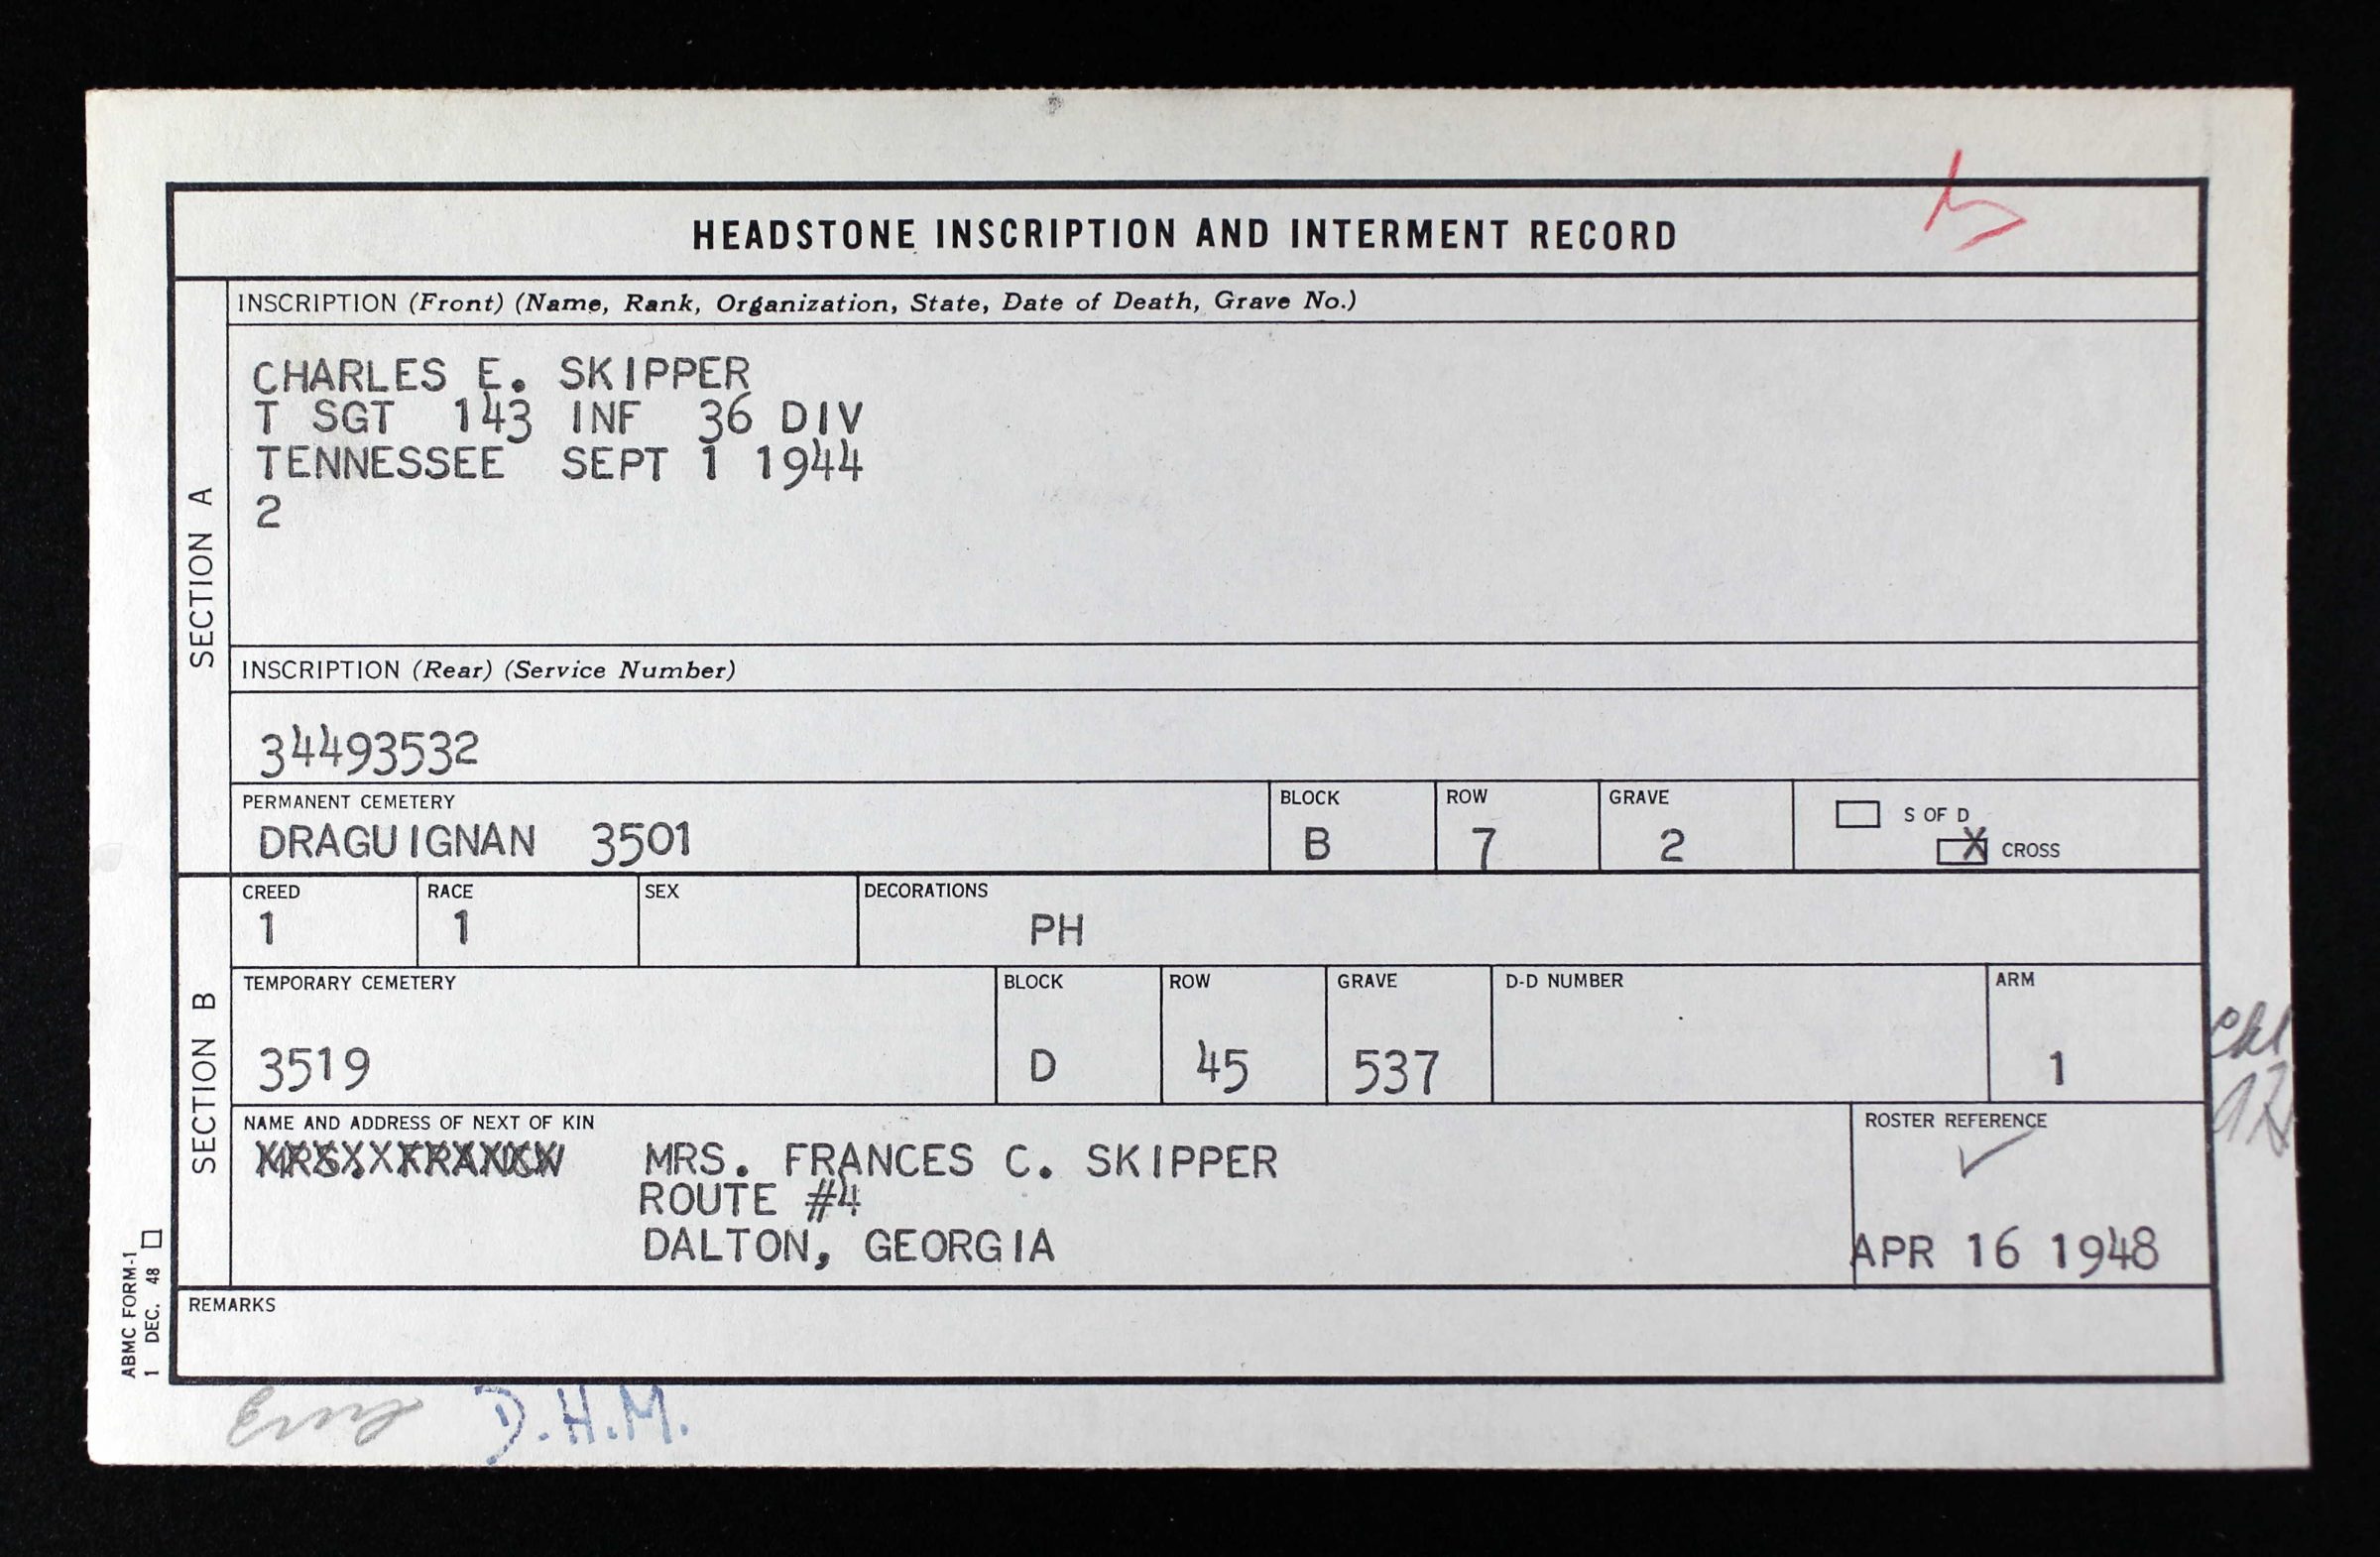 HEADSTONE INSCRIPTION AND INTERMENT RECORD
SECTION A
INSCRIPTION (Front) (Name, Rank, Organization, State, Date of Death, Grave No.)
CHARLES E. SKIPPER
T SGT 143 INF 36 DIV
TENNESSEE SEPT 1 1944
2
INSCRIPTION (Rear) (Service Number)
34493532
PERMANENT CEMETERY BLOCK ROW GRAVE
DRAGUIGNAN 3501 B 7 2
S OF D
X CROSS
SECTION B
CREED RACE SEX DECORATIONS
1 1 PH
TEMPORARY CEMETERY BLOCK ROW GRAVE D-D NUMBER ARM
3519 D 45 537 1
NAME AND ADDRESS OF NEXT OF KIN ROSTER REFERENCE
MRS. FRANCES C. SKIPPER
ROUTE #4
DALTON, GEORGIA APR 16 1948
REMARKS
ABMC FORM-1
1 DEC. 48
D.H.M.